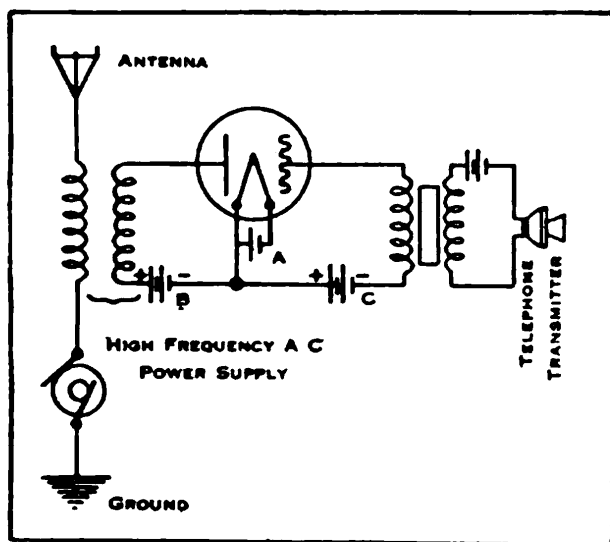 ANTENNA
A
+ -
B
+ -
C
HIGH FREQUENCY A C
POWER SUPPLY
TELEPHONE
TRANSMITTER
GROUND